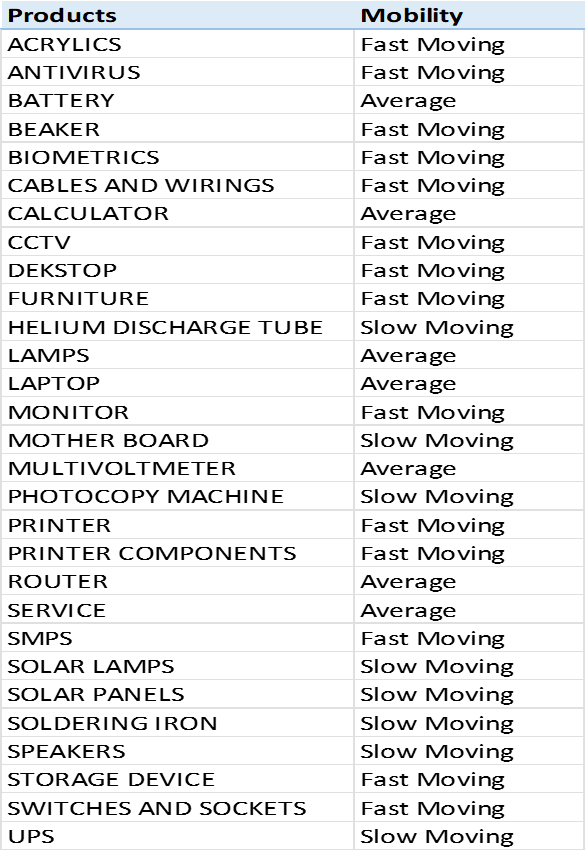 Products Mobility
ACRYLICS Fast Moving
ANTIVIRUS Fast Moving
BATTERY Average
BEAKER Fast Moving
BIOMETRICS Fast Moving
CABLES AND WIRINGS Fast Moving
CALCULATOR Average
CCTV Fast Moving
DEKSTOP Fast Moving
FURNITURE Fast Moving
HELIUM DISCHARGE TUBE Slow Moving
LAMPS Average
LAPTOP Average
MONITOR Fast Moving
MOTHER BOARD Slow Moving
MULTIVOLTMETER Average
PHOTOCOPY MACHINE Slow Moving
PRINTER Fast Moving
PRINTER COMPONENTS Fast Moving
ROUTER Average
SERVICE Average
SMPS Fast Moving
SOLAR LAMPS Slow Moving
SOLAR PANELS Slow Moving
SOLDERING IRON Slow Moving
SPEAKERS Slow Moving
STORAGE DEVICE Fast Moving
SWITCHES AND SOCKETS Fast Moving
UPS Slow Moving